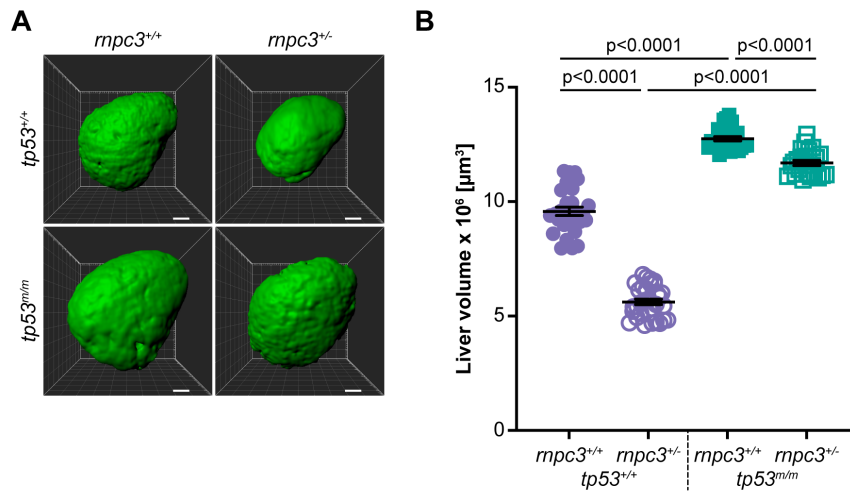 A
rnpc3+/+
rnpc3+/-
tp53+/+
tp53m/m
B
p<0.0001 p<0.0001
p<0.0001 p<0.0001
Liver volume x 10⁶ [µm³]
15
10
5
0
rnpc3+/+ rnpc3+/- rnpc3+/+ rnpc3+/-
tp53+/+ tp53m/m